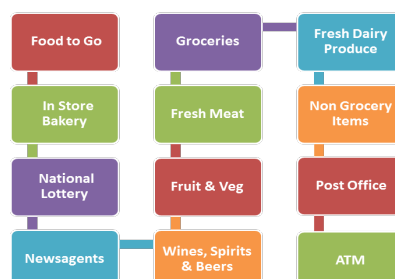 Food to Go
In Store
Bakery
National
Lottery
Newsagents
Wines, Spirits
& Beers
Fruit & Veg
Fresh Meat
Groceries
Fresh Dairy
Produce
Non Grocery
Items
Post Office
ATM